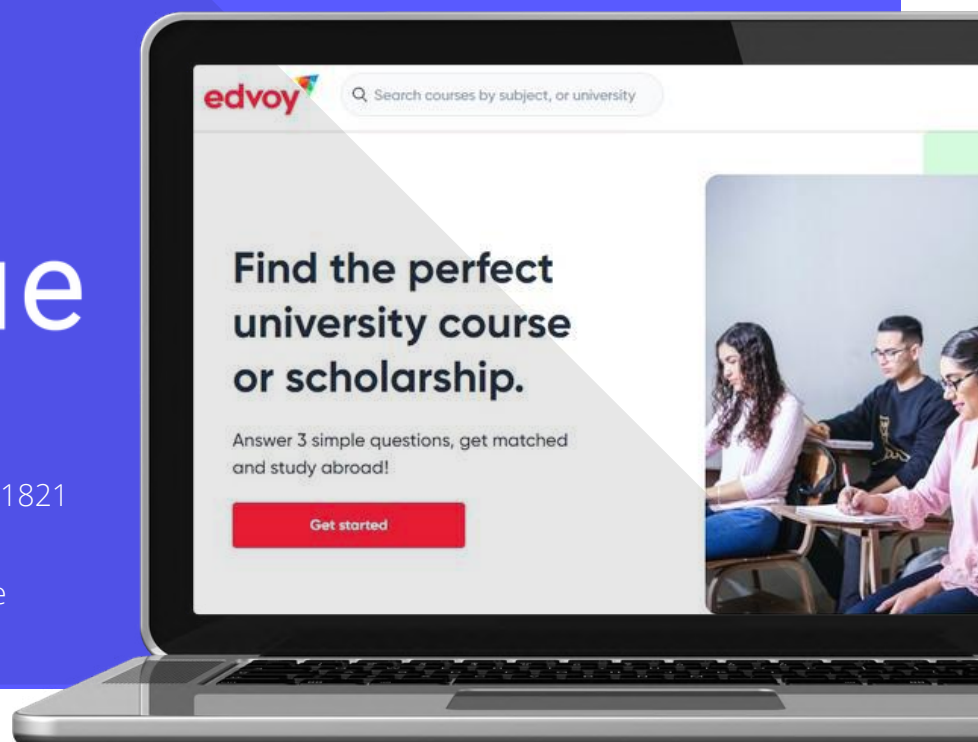 ue
1821
e
edvoy
Search courses by subject, or university
Find the perfect
university course
or scholarship.
Answer 3 simple questions, get matched
and study abroad!
Get started